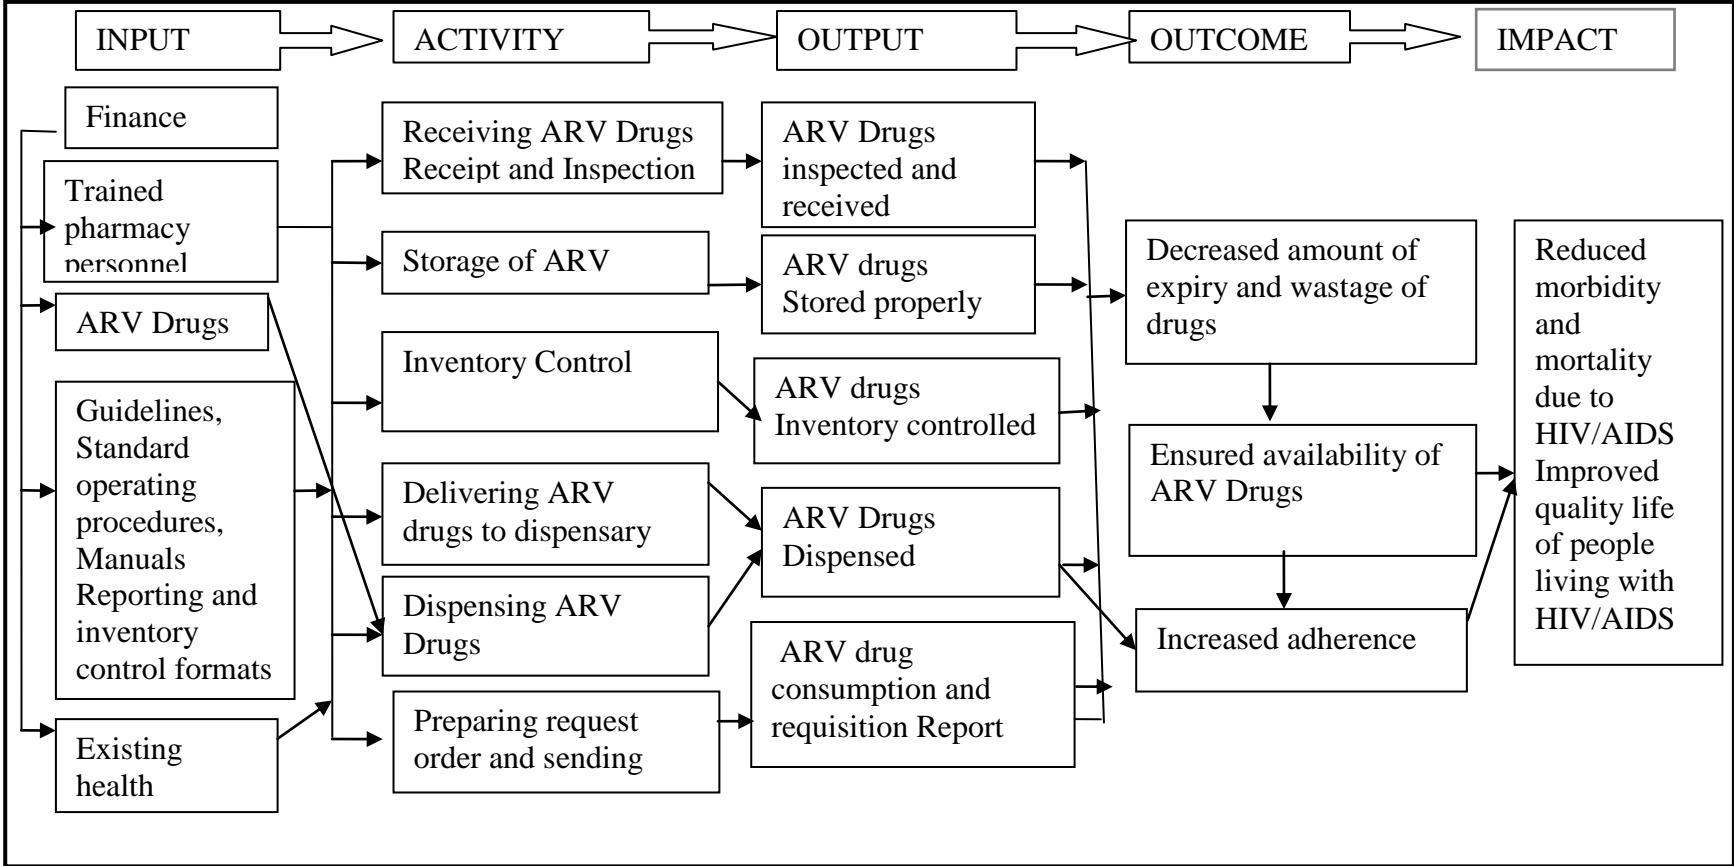 INPUT
ACTIVITY
OUTPUT
OUTCOME
IMPACT
Finance
Trained
pharmacy
personnel
ARV Drugs
Guidelines,
Standard
operating
procedures,
Manuals
Reporting and
inventory
control formats
Existing
health
Receiving ARV Drugs
Receipt and Inspection
Storage of ARV
Inventory Control
Delivering ARV
drugs to dispensary
Dispensing ARV
Drugs
Preparing request
order and sending
ARV Drugs
inspected and
received
ARV drugs
Stored properly
ARV drugs
Inventory controlled
ARV Drugs
Dispensed
ARV drug
consumption and
requisition Report
Decreased amount of
expiry and wastage of
drugs
Ensured availability of
ARV Drugs
Increased adherence
Reduced
morbidity
and
mortality
due to
HIV/AIDS
Improved
quality life
of people
living with
HIV/AIDS